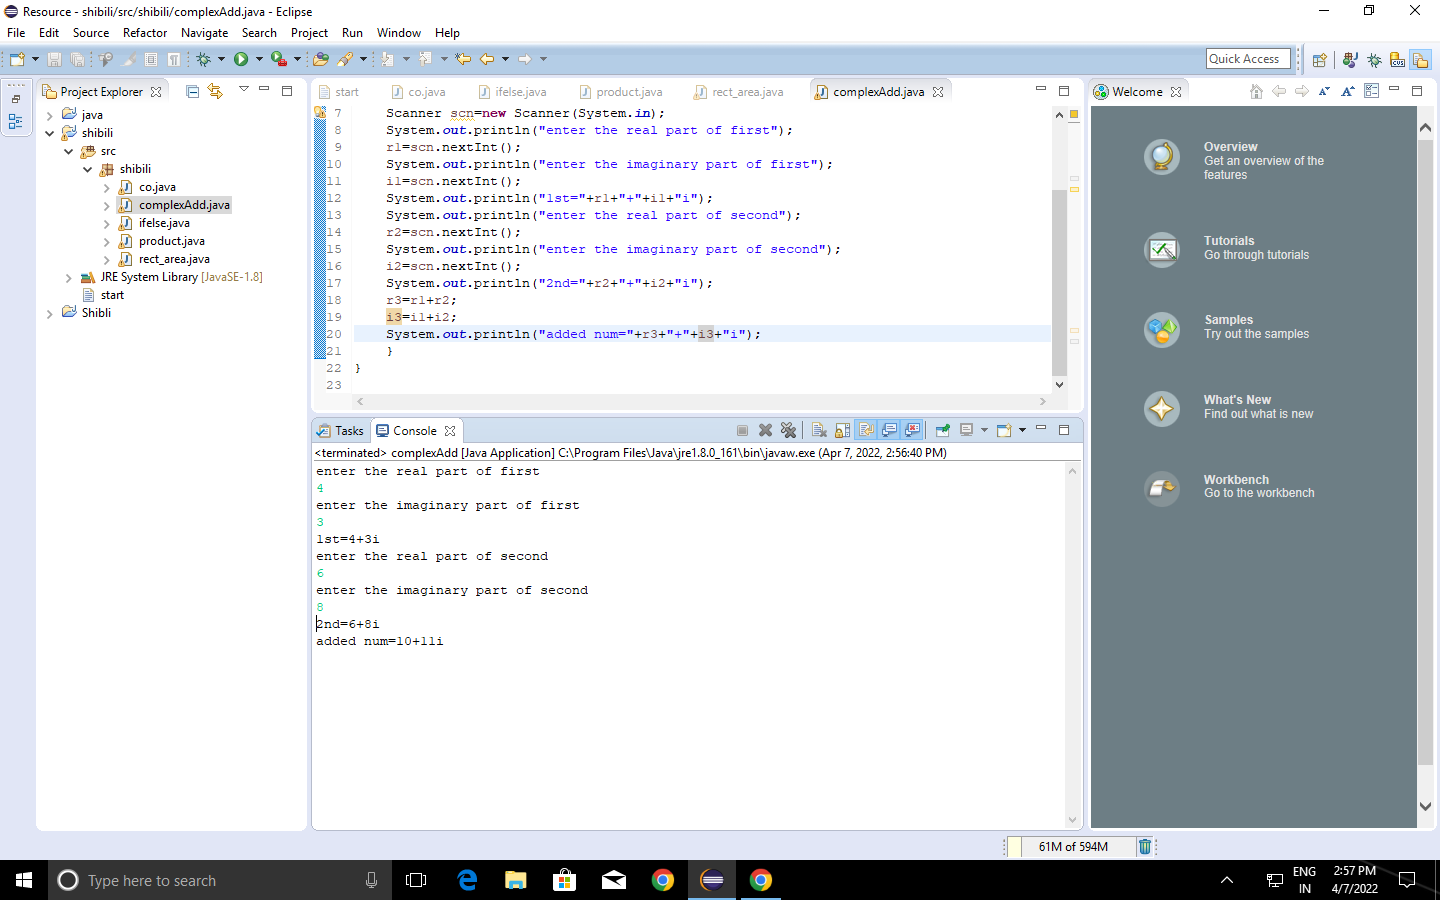 Resource - shibili/src/shibili/complexAdd.java - Eclipse
File Edit Source Refactor Navigate Search Project Run Window Help
Quick Access
Project Explorer
java
shibili
src
shibili
co.java
complexAdd.java
ifelse.java
product.java
rect_area.java
JRE System Library [JavaSE-1.8]
start
Shibli
start co.java ifelse.java product.java rect_area.java complexAdd.java
7 Scanner scn=new Scanner(System.in);
8 System.out.println("enter the real part of first");
9 r1=scn.nextInt();
10 System.out.println("enter the imaginary part of first");
11 i1=scn.nextInt();
12 System.out.println("1st="+r1+"+"+i1+"i");
13 System.out.println("enter the real part of second");
14 r2=scn.nextInt();
15 System.out.println("enter the imaginary part of second");
16 i2=scn.nextInt();
17 System.out.println("2nd="+r2+"+"+i2+"i");
18 r3=r1+r2;
19 i3=i1+i2;
20 System.out.println("added num="+r3+"+"+i3+"i");
21 }
22 }
23
Tasks Console
<terminated> complexAdd [Java Application] C:\Program Files\Java\jre1.8.0_161\bin\javaw.exe (Apr 7, 2022, 2:56:40 PM)
enter the real part of first
4
enter the imaginary part of first
3
1st=4+3i
enter the real part of second
6
enter the imaginary part of second
8
2nd=6+8i
added num=10+11i
Welcome
Overview
Get an overview of the
features
Tutorials
Go through tutorials
Samples
Try out the samples
What's New
Find out what is new
Workbench
Go to the workbench
61M of 594M
Type here to search
ENG
IN
2:57 PM
4/7/2022